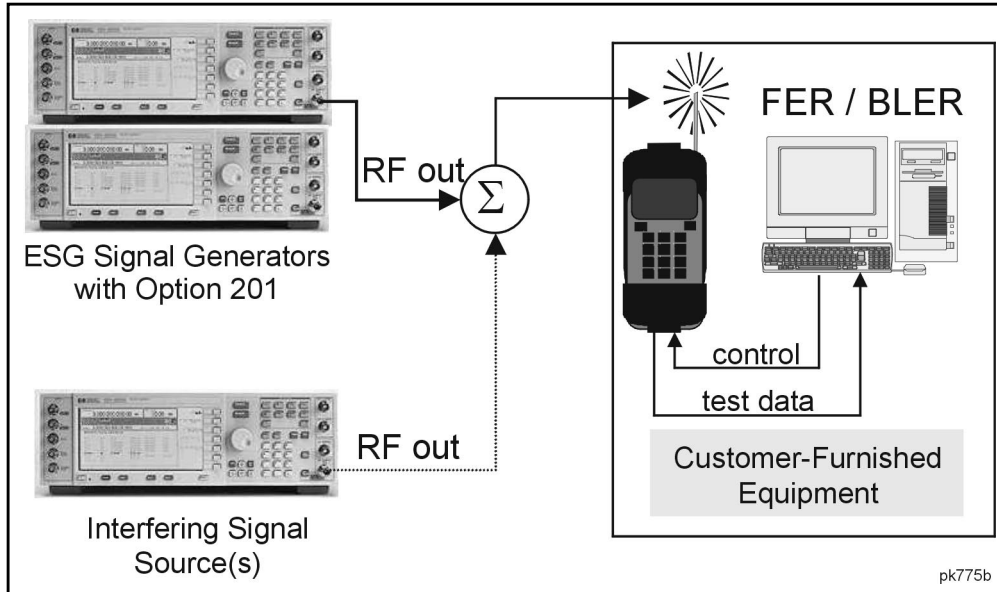 RF out
ESG Signal Generators
with Option 201
Σ
FER / BLER
control
test data
RF out
Customer-Furnished
Equipment
Interfering Signal
Source(s)
pk775b